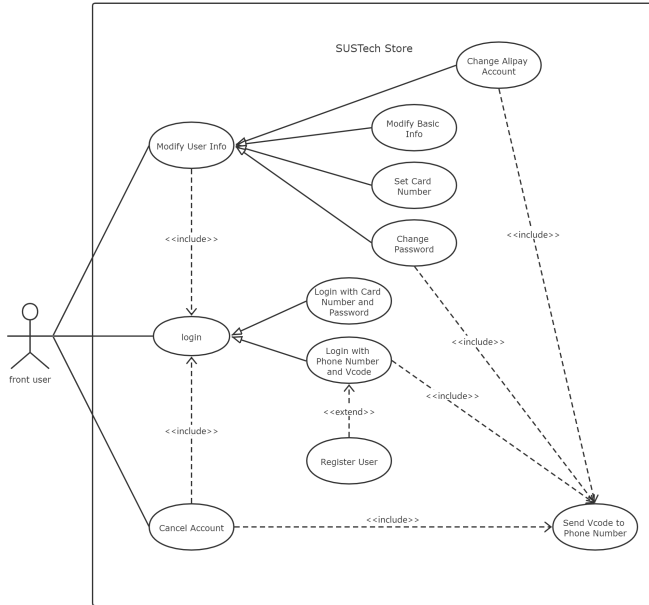 SUSTech Store
Change Alipay
Account
Modify Basic
Info
Modify User Info
Set Card
Number
<<include>>
Change
Password
<<include>>
Login with Card
Number and
Password
login
<<include>>
Login with
Phone Number
and Vcode
front user
<<include>>
<<extend>>
<<include>>
Register User
<<include>>
Cancel Account
Send Vcode to
Phone Number